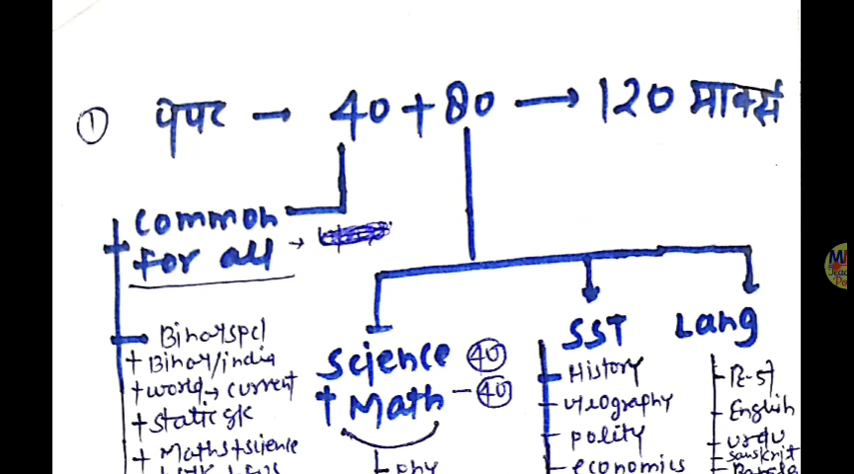 ① पेपर → 40 + 80 → 120 मार्क्स
common
for all →
Bihar spcl
+ Bihar/india
+ world → current
+ static gk
+ Maths + science
Science 40
+ Math - 40
phy
SST
History
Geography
polity
economics
Lang
English
urdu
sanskrit